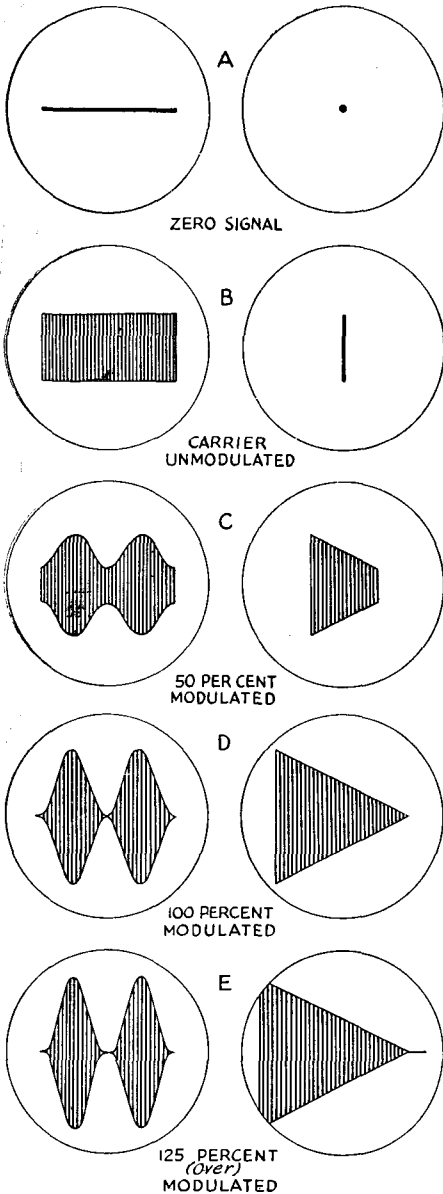 A
ZERO SIGNAL
B
CARRIER
UNMODULATED
C
50 PER CENT
MODULATED
D
100 PERCENT
MODULATED
E
125 PERCENT
(Over)
MODULATED